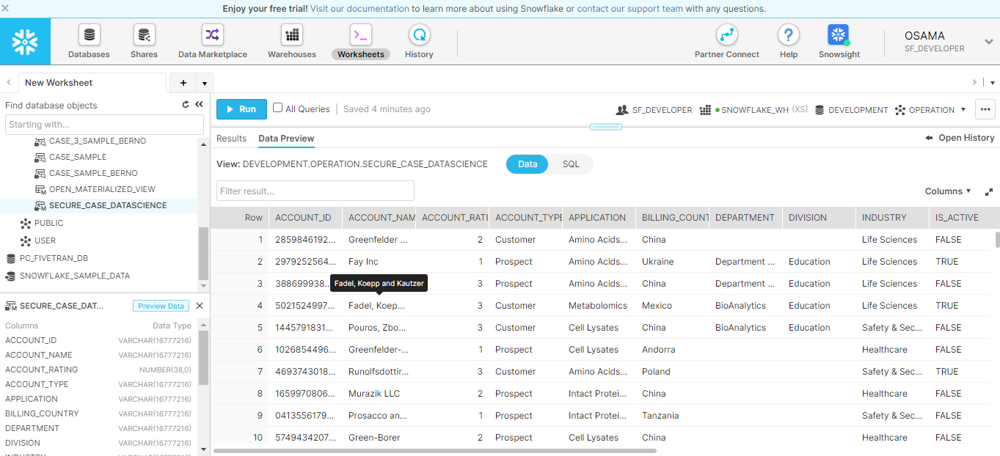 Enjoy your free trial! Visit our documentation to learn more about using Snowflake or contact our support team with any questions.
Databases Shares Data Marketplace Warehouses Worksheets History Partner Connect Help Snowsight
OSAMA
SF_DEVELOPER
New Worksheet
Find database objects
Starting with...
CASE_3_SAMPLE_BERNO
CASE_SAMPLE
CASE_SAMPLE_BERNO
OPEN_MATERIALIZED_VIEW
SECURE_CASE_DATASCIENCE
PUBLIC
USER
PC_FIVETRAN_DB
SNOWFLAKE_SAMPLE_DATA
SECURE_CASE_DAT... Preview Data
Columns Data Type
ACCOUNT_ID VARCHAR(16777216)
ACCOUNT_NAME VARCHAR(16777216)
ACCOUNT_RATING NUMBER(38,0)
ACCOUNT_TYPE VARCHAR(16777216)
APPLICATION VARCHAR(16777216)
BILLING_COUNTRY VARCHAR(16777216)
DEPARTMENT VARCHAR(16777216)
DIVISION VARCHAR(16777216)
INDUSTRY VARCHAR(16777216)
Run All Queries Saved 4 minutes ago SF_DEVELOPER SNOWFLAKE_WH (XS) DEVELOPMENT OPERATION
Results Data Preview Open History
View: DEVELOPMENT.OPERATION.SECURE_CASE_DATASCIENCE Data SQL
Filter result... Columns
Row ACCOUNT_ID ACCOUNT_NAM ACCOUNT_RATI ACCOUNT_TYPE APPLICATION BILLING_COUNT DEPARTMENT DIVISION INDUSTRY IS_ACTIVE
1 2859846192... Greenfelder ... 2 Customer Amino Acids... China Life Sciences FALSE
2 2979252564... Fay Inc 1 Prospect Amino Acids... Ukraine Department ... Education Life Sciences TRUE
3 388699938... 3 Prospect Amino Acids... China Department ... Education Life Sciences FALSE
Fadel, Koepp and Kautzer
4 5021524997... Fadel, Koep... 3 Customer Metabolomics Mexico BioAnalytics Education Life Sciences TRUE
5 1445791831... Pouros, Zbo... 3 Customer Cell Lysates China BioAnalytics Education Safety & Sec... FALSE
6 1026854496... Greenfelder-... 1 Prospect Cell Lysates Andorra Healthcare FALSE
7 4693743018... Runolfsdottir... 3 Customer Amino Acids... Poland Safety & Sec... TRUE
8 1659970806... Murazik LLC 2 Prospect Intact Protei... China Healthcare FALSE
9 0413556179... Prosacco an... 1 Prospect Intact Protei... Tanzania Safety & Sec... FALSE
10 5749434207... Green-Borer 2 Prospect Cell Lysates China Healthcare FALSE